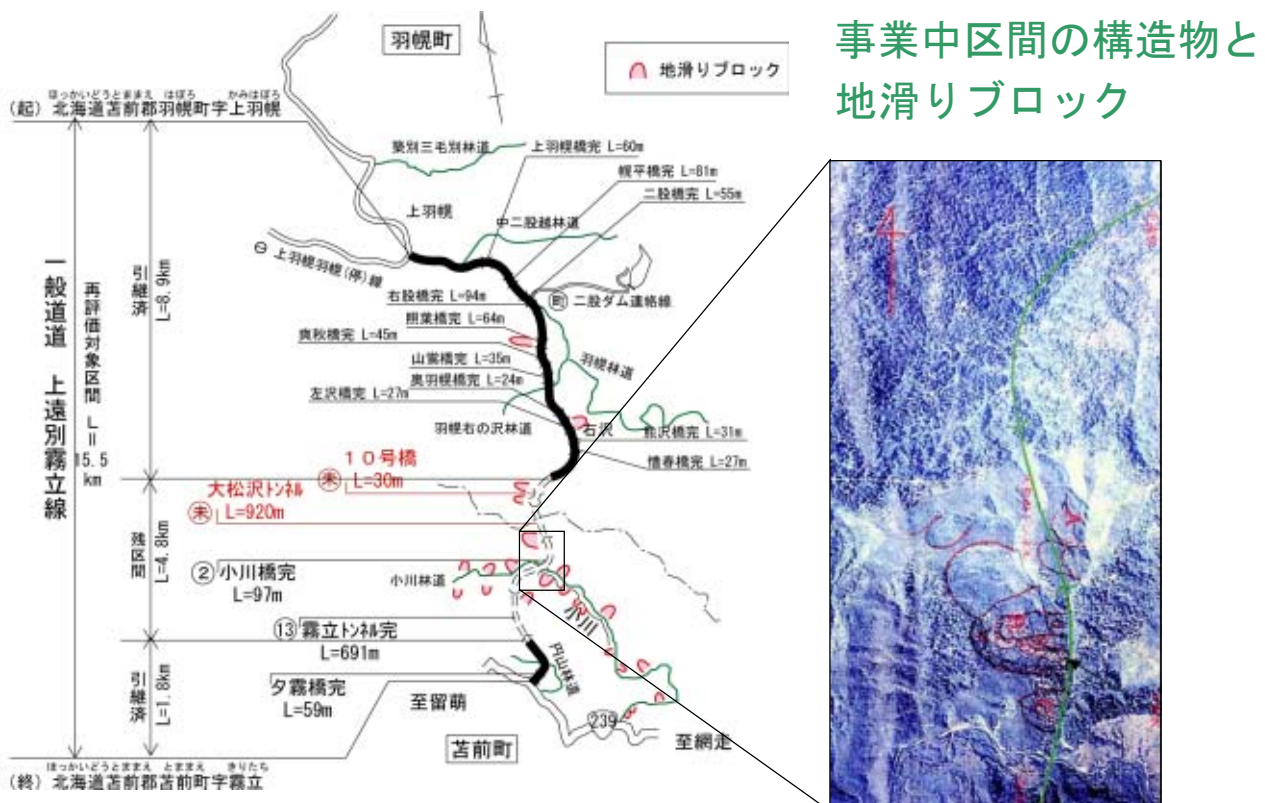 事業中区間の構造物と
地滑りブロック
羽幌町
地滑りブロック
ほっかいどうとままえ はぼろ かみはぼろ
(起) 北海道苫前郡羽幌町字上羽幌
築別三毛別林道
上羽幌橋完 L=60m
幌平橋完 L=81m
二股橋完 L=55m
上羽幌
中二股越林道
上羽幌羽幌(停)線
右股橋完 L=94m
町 二股ダム連絡線
照葉橋完 L=64m
爽秋橋完 L=45m
羽幌林道
山嵩橋完 L=35m
奥羽幌橋完 L=24m
左沢橋完 L=27m
羽幌右の沢林道
右沢
熊沢橋完 L=31m
惜春橋完 L=27m
一般道道 上遠別霧立線
再評価対象区間 L=15.5km
引継済 L=8.9km
残区間 L=4.8km
引継済 L=1.8km
10号橋
未 L=30m
大松沢トンネル
未 L=920m
②小川橋完
L=97m
小川林道
小川
⑬霧立トンネル完
L=691m
円山林道
夕霧橋完
L=59m
至留萌
239
至網走
苫前町
ほっかいどうとままえ とままえ きりたち
(終) 北海道苫前郡苫前町字霧立